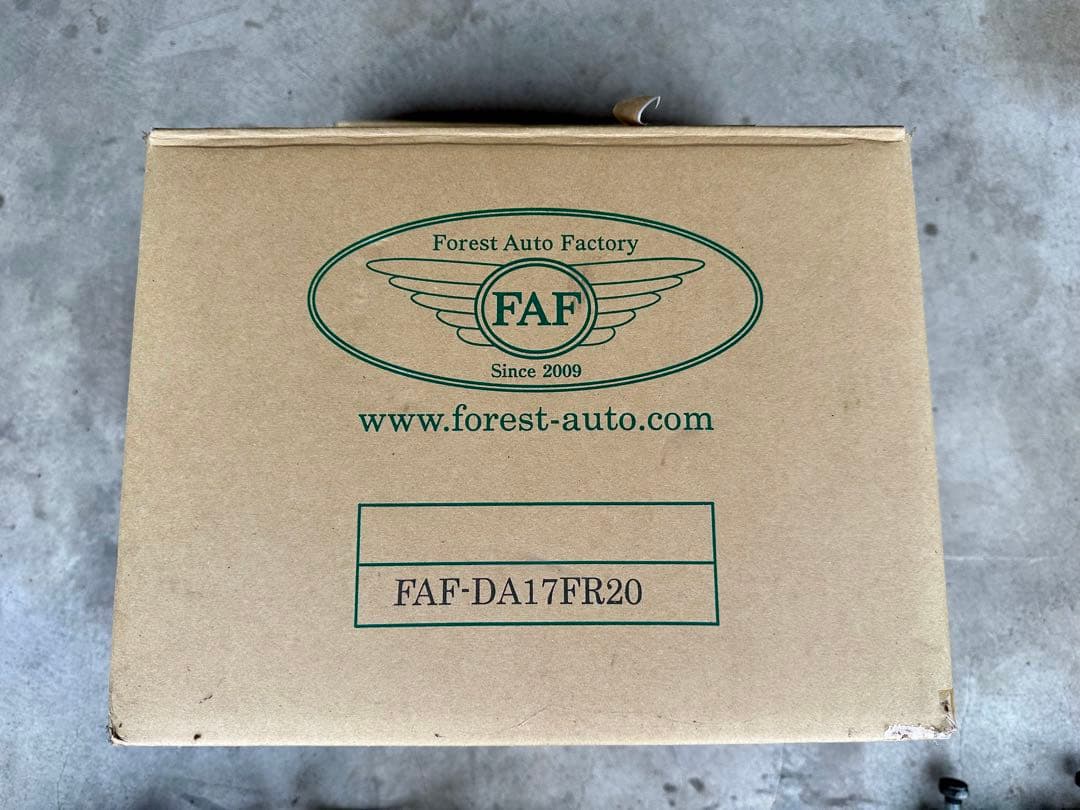 Forest Auto Factory
FAF
Since 2009
www.forest-auto.com
FAF-DA17FR20